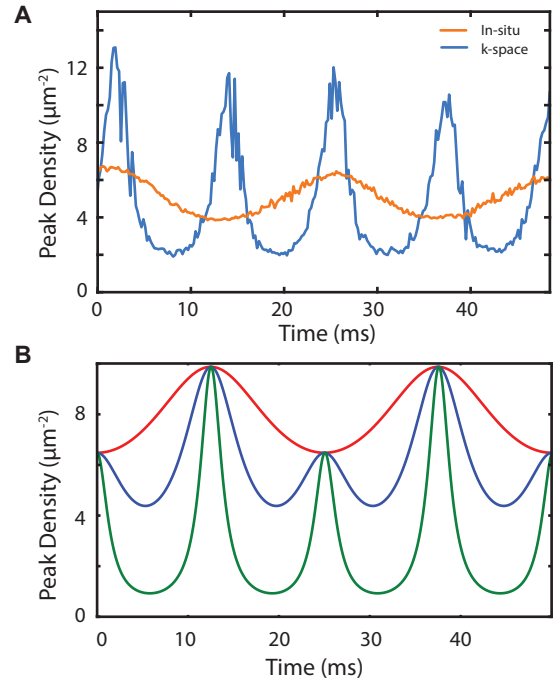 A
In-situ
k-space
Peak Density (µm⁻²)
12
8
4
0
0
10
20
30
40
Time (ms)
B
Peak Density (µm⁻²)
8
4
0
0
10
20
30
40
Time (ms)